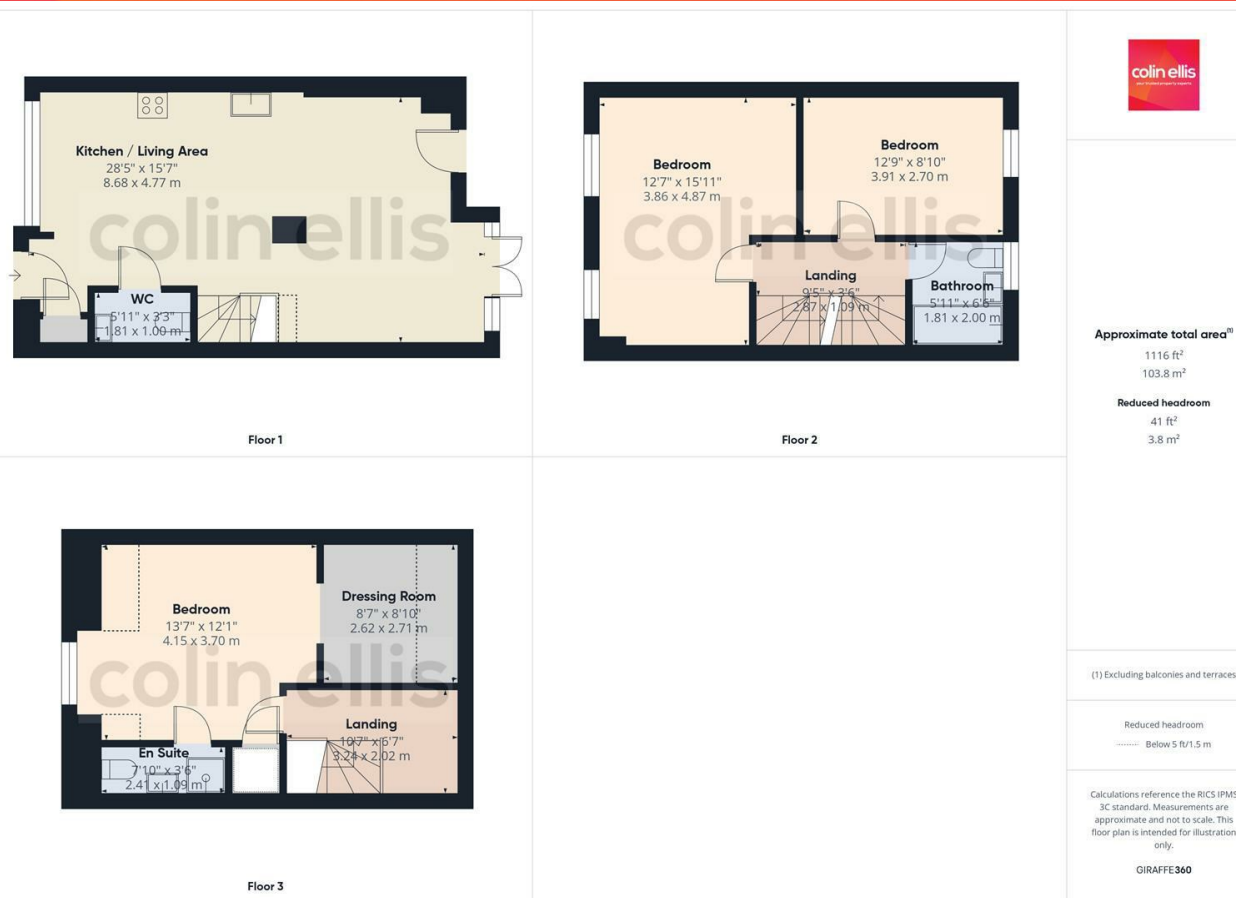 Kitchen / Living Area
28'5" x 15'7"
8.68 x 4.77 m
colin ellis
WC
5'11" x 3'3"
1.81 x 1.00 m
Floor 1
Bedroom
12'7" x 15'11"
3.86 x 4.87 m
Bedroom
12'9" x 8'10"
3.91 x 2.70 m
colin ellis
Landing
9'5" x 3'6"
2.87 x 1.09 m
Bathroom
5'11" x 6'6"
1.81 x 2.00 m
Floor 2
Bedroom
13'7" x 12'1"
4.15 x 3.70 m
Dressing Room
8'7" x 8'10"
2.62 x 2.71 m
colin ellis
Landing
10'7" x 6'7"
3.24 x 2.02 m
En Suite
7'10" x 3'6"
2.41 x 1.09 m
Floor 3
colin ellis
Approximate total area(1)
1116 ft²
103.8 m²
Reduced headroom
41 ft²
3.8 m²
(1) Excluding balconies and terraces
Reduced headroom
Below 5 ft/1.5 m
Calculations reference the RICS IPMS
3C standard. Measurements are
approximate and not to scale. This
floor plan is intended for illustration
only.
GIRAFFE360